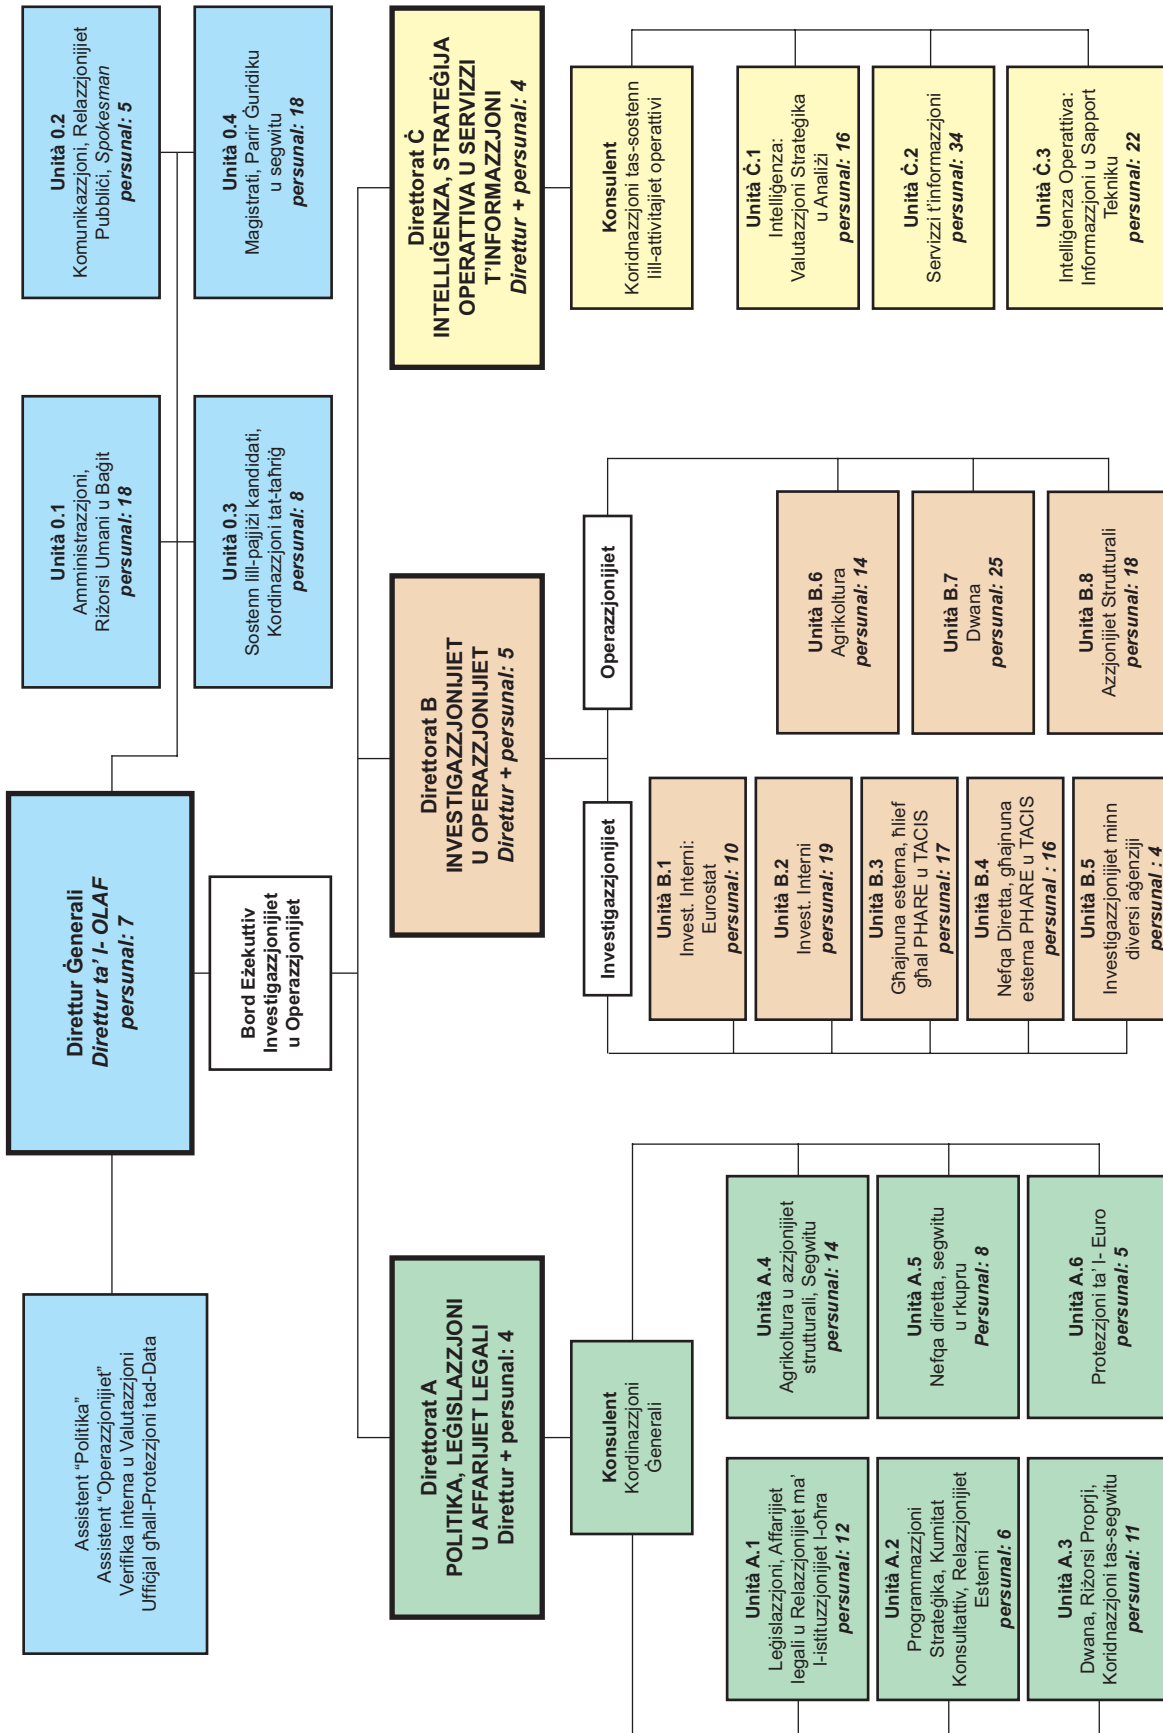 Assistent “Politika”
Assistent “Operazzjonijiet”
Verifika interna u Valutazzjoni
Uffiċjal għall-Protezzjoni tad-Data
Direttur Ġenerali
Direttur ta’ l- OLAF
persunal: 7
Unità 0.1
Amministrazzjoni,
Riżorsi Umani u Baġit
persunal: 18
Unità 0.2
Komunikazzjoni, Relazzjonijiet
Pubbliċi, Spokesman
persunal: 5
Unità 0.3
Sostenn lill-pajjiżi kandidati,
Kordinazzjoni tat-taħriġ
persunal: 8
Unità 0.4
Magistrati, Parir Ġuridiku
u segwitu
persunal: 18
Bord Eżekuttiv
Investigazzjonijiet
u Operazzjonijiet
Direttorat A
POLITIKA, LEĠISLAZZJONI
U AFFARIJIET LEGALI
Direttur + persunal: 4
Konsulent
Kordinazzjoni
Ġenerali
Unità A.1
Leġislazzjoni, Affarijiet
legali u Relazzjonijiet ma’
l-istituzzjonijiet l-oħra
persunal: 12
Unità A.2
Programmazzjoni
Strateġika, Kumitat
Konsultattiv, Relazzjonijiet
Esterni
persunal: 6
Unità A.3
Dwana, Riżorsi Proprji,
Koridnazzjoni tas-segwitu
persunal: 11
Unità A.4
Agrikoltura u azzjonijiet
strutturali, Segwitu
persunal: 14
Unità A.5
Nefqa diretta, segwitu
u rkupru
Persunal: 8
Unità A.6
Protezzjoni ta’ l- Euro
persunal: 5
Direttorat B
INVESTIGAZZJONIJIET
U OPERAZZJONIJIET
Direttur + persunal: 5
Investigazzjonijiet
Unità B.1
Invest. Interni:
Eurostat
persunal: 10
Unità B.2
Invest. Interni
persunal: 19
Unità B.3
Għajnuna esterna, ħlief
għal PHARE u TACIS
persunal: 17
Unità B.4
Nefqa Diretta, għajnuna
esterna PHARE u TACIS
persunal : 16
Unità B.5
Investigazzjonijiet minn
diversi aġenziji
persunal : 4
Operazzjonijiet
Unità B.6
Agrikoltura
persunal: 14
Unità B.7
Dwana
persunal: 25
Unità B.8
Azzjonijiet Strutturali
persunal: 18
Direttorat Ċ
INTELLIĠENZA, STRATEĠIJA
OPERATTIVA U SERVIZZI
T’INFORMAZZJONI
Direttur + persunal: 4
Konsulent
Koridnazzjoni tas-sostenn
lill-attivitajiet operattivi
Unità Ċ.1
Intelliġenza:
Valutazzjoni Strateġika
u Analiżi
persunal: 16
Unità Ċ.2
Servizzi t’informazzjoni
persunal: 34
Unità Ċ.3
Intelliġenza Operattiva:
Informazzjoni u Sapport
Tekniku
persunal: 22